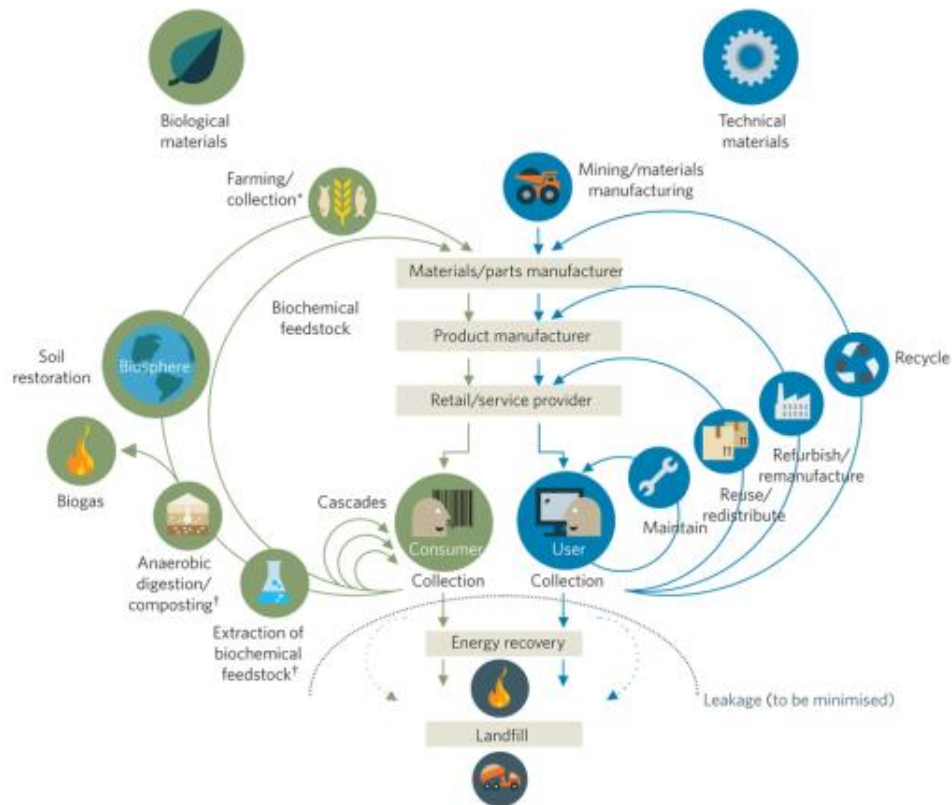 Biological
materials
Technical
materials
Farming/
collection*
Mining/materials
manufacturing
Materials/parts manufacturer
Biochemical
feedstock
Product manufacturer
Soil
restoration
Biosphere
Recycle
Retail/service provider
Refurbish/
remanufacture
Biogas
Reuse/
redistribute
Cascades
Maintain
Consumer
User
Anaerobic
digestion/
composting†
Collection
Collection
Extraction of
biochemical
feedstock†
Energy recovery
Leakage (to be minimised)
Landfill